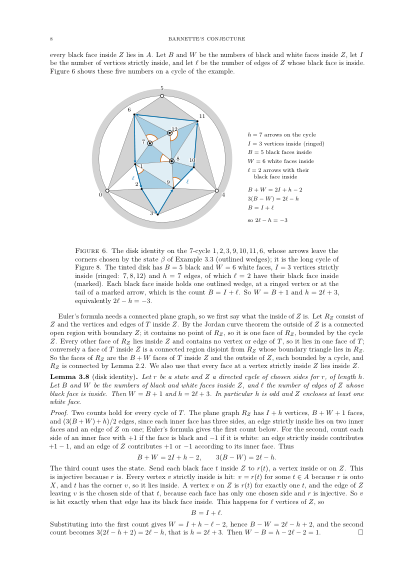 8
BARNETTE'S CONJECTURE
every black face inside Z lies in A. Let B and W be the numbers of black and white faces inside Z, let I
be the number of vertices strictly inside, and let ℓ be the number of edges of Z whose black face is inside.
Figure 6 shows these five numbers on a cycle of the example.
5
6
11
12
7
8
10
1
2
9
ℓ
ℓ
0
4
3
h = 7 arrows on the cycle
I = 3 vertices inside (ringed)
B = 5 black faces inside
W = 6 white faces inside
ℓ = 2 arrows with their
black face inside
B + W = 2I + h − 2
3(B − W) = 2ℓ − h
B = I + ℓ
so 2ℓ − h = −3
FIGURE 6. The disk identity on the 7-cycle 1, 2, 3, 9, 10, 11, 6, whose arrows leave the
corners chosen by the state β of Example 3.3 (outlined wedges); it is the long cycle of
Figure 8. The tinted disk has B = 5 black and W = 6 white faces, I = 3 vertices strictly
inside (ringed: 7, 8, 12) and h = 7 edges, of which ℓ = 2 have their black face inside
(marked). Each black face inside holds one outlined wedge, at a ringed vertex or at the
tail of a marked arrow, which is the count B = I + ℓ. So W = B + 1 and h = 2ℓ + 3,
equivalently 2ℓ − h = −3.
Euler's formula needs a connected plane graph, so we first say what the inside of Z is. Let R_Z consist of
Z and the vertices and edges of T inside Z. By the Jordan curve theorem the outside of Z is a connected
open region with boundary Z; it contains no point of R_Z, so it is one face of R_Z, bounded by the cycle
Z. Every other face of R_Z lies inside Z and contains no vertex or edge of T, so it lies in one face of T;
conversely a face of T inside Z is a connected region disjoint from R_Z whose boundary triangle lies in R_Z.
So the faces of R_Z are the B + W faces of T inside Z and the outside of Z, each bounded by a cycle, and
R_Z is connected by Lemma 2.2. We also use that every face at a vertex strictly inside Z lies inside Z.
Lemma 3.8 (disk identity). Let r be a state and Z a directed cycle of chosen sides for r, of length h.
Let B and W be the numbers of black and white faces inside Z, and ℓ the number of edges of Z whose
black face is inside. Then W = B + 1 and h = 2ℓ + 3. In particular h is odd and Z encloses at least one
white face.
Proof. Two counts hold for every cycle of T. The plane graph R_Z has I + h vertices, B + W + 1 faces,
and (3(B + W) + h)/2 edges, since each inner face has three sides, an edge strictly inside lies on two inner
faces and an edge of Z on one; Euler's formula gives the first count below. For the second, count each
side of an inner face with +1 if the face is black and −1 if it is white: an edge strictly inside contributes
+1 − 1, and an edge of Z contributes +1 or −1 according to its inner face. Thus
B + W = 2I + h − 2, 3(B − W) = 2ℓ − h.
The third count uses the state. Send each black face t inside Z to r(t), a vertex inside or on Z. This
is injective because r is. Every vertex v strictly inside is hit: v = r(t) for some t ∈ A because r is onto
X, and t has the corner v, so it lies inside. A vertex v on Z is r(t) for exactly one t, and the edge of Z
leaving v is the chosen side of that t, because each face has only one chosen side and r is injective. So v
is hit exactly when that edge has its black face inside. This happens for ℓ vertices of Z, so
B = I + ℓ.
Substituting into the first count gives W = I + h − ℓ − 2, hence B − W = 2ℓ − h + 2, and the second
count becomes 3(2ℓ − h + 2) = 2ℓ − h, that is h = 2ℓ + 3. Then W − B = h − 2ℓ − 2 = 1. □